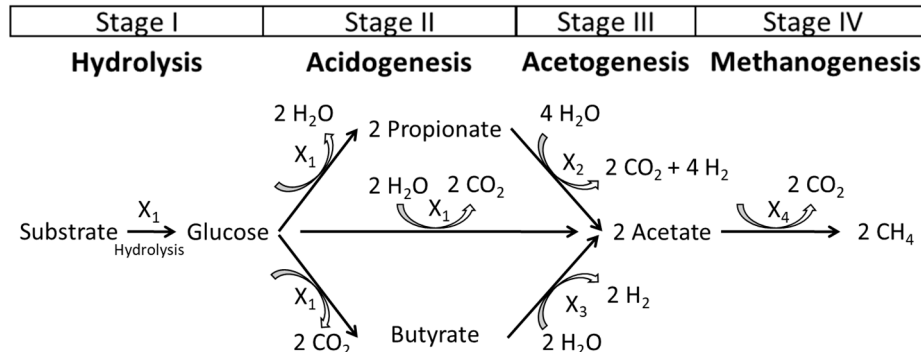 Stage I Stage II Stage III Stage IV
Hydrolysis Acidogenesis Acetogenesis Methanogenesis
2 H₂O 2 Propionate 4 H₂O
X₁ X₂ 2 CO₂ + 4 H₂
2 H₂O 2 CO₂ 2 CO₂
X₁ X₁ X₄
Substrate Glucose 2 Acetate 2 CH₄
Hydrolysis
X₁ X₃ 2 H₂
2 CO₂ Butyrate 2 H₂O